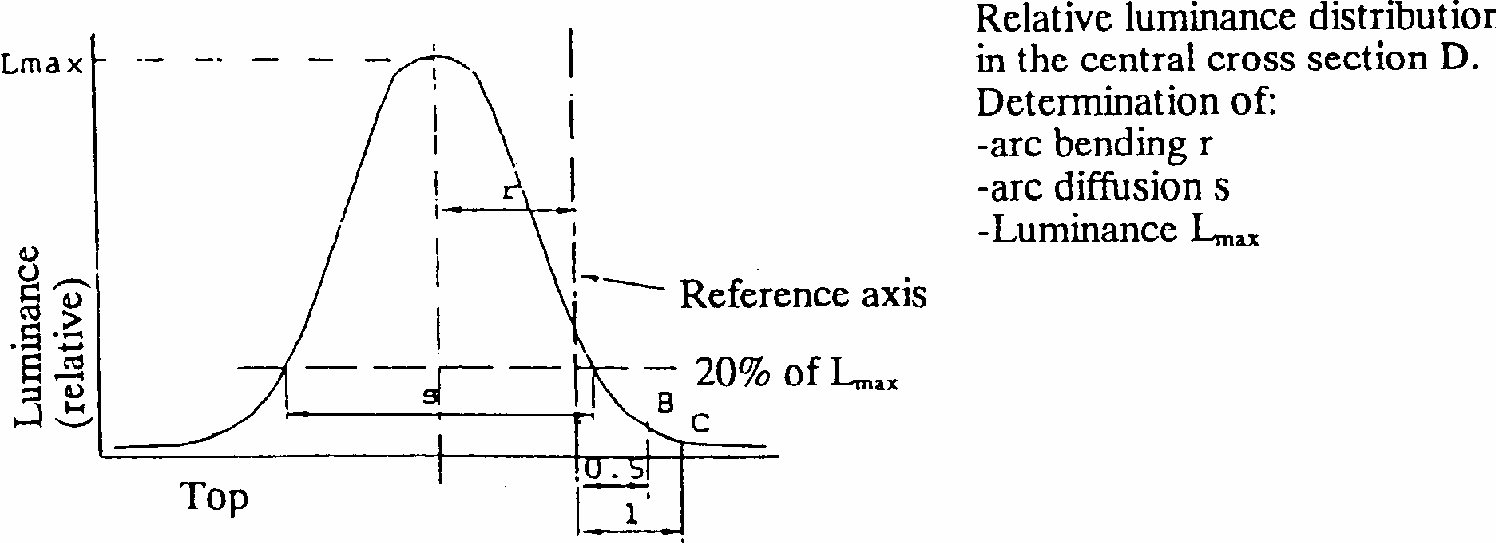 Relative luminance distribution
in the central cross section D.
Determination of:
-arc bending r
-arc diffusion s
-Luminance Lmax
Lmax
r
Reference axis
20% of Lmax
s
B
C
0.5
1
Top
Luminance
(relative)